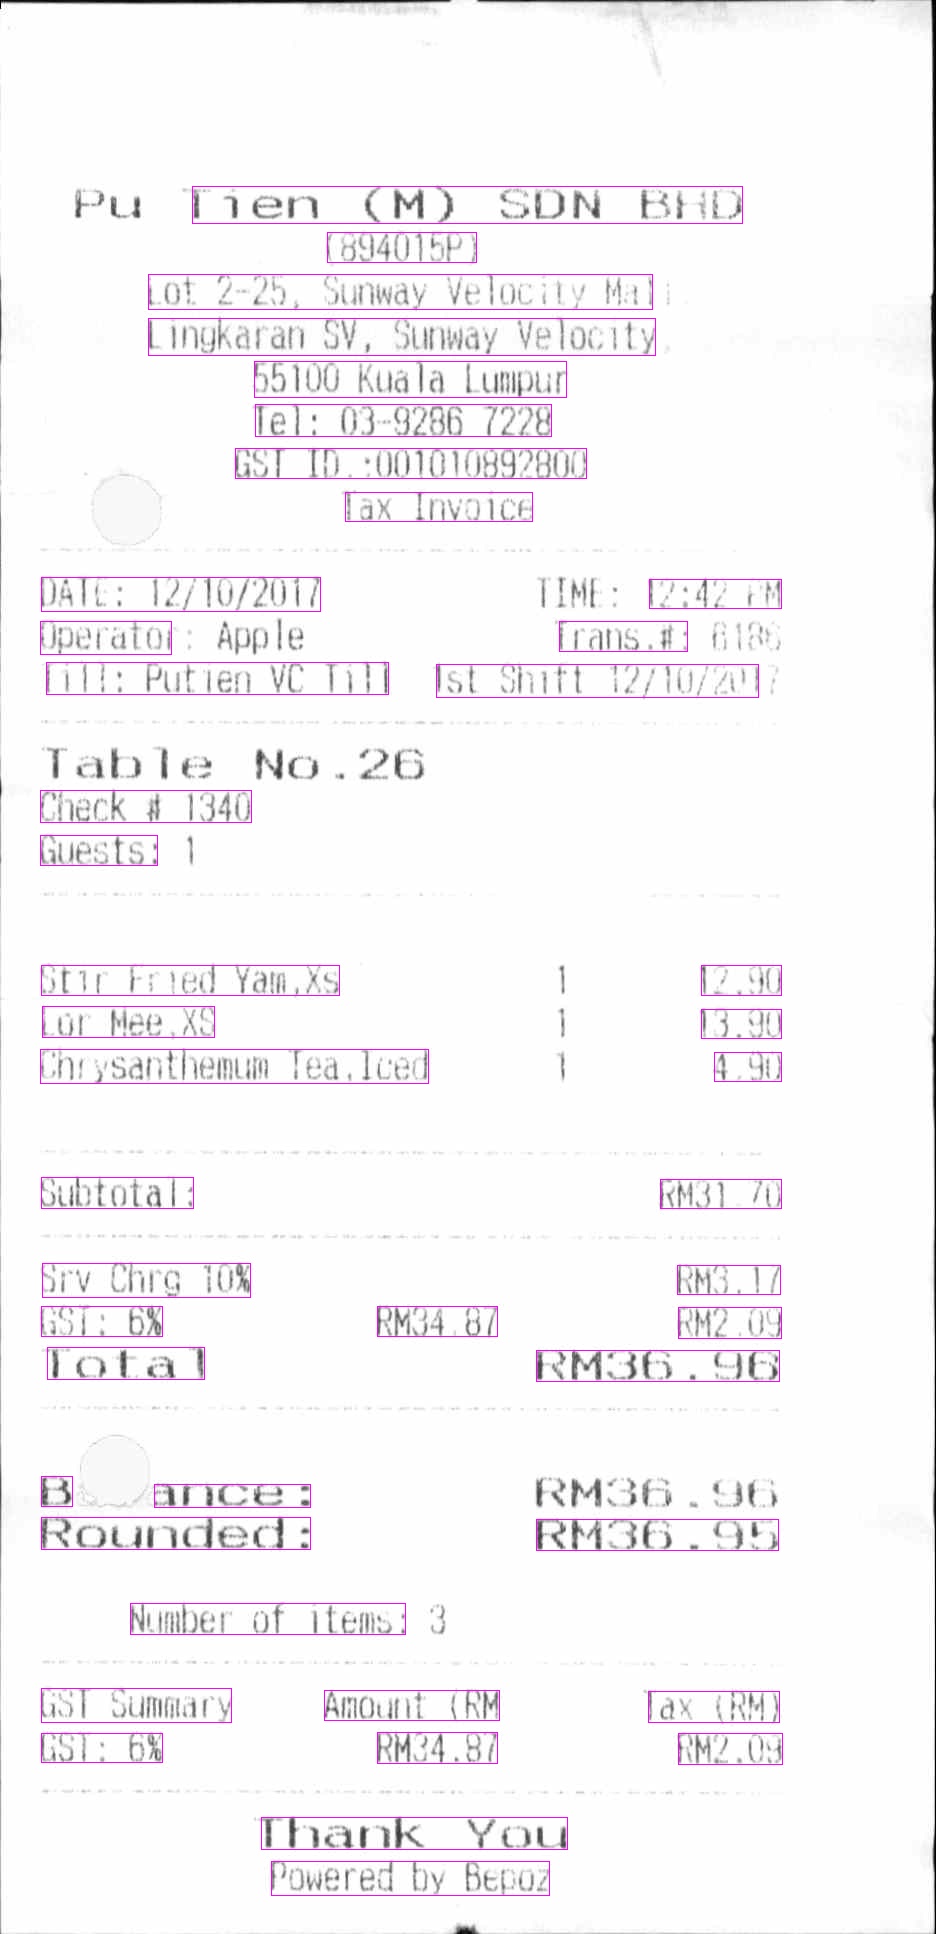 Pu Tien (M) SDN BHD
(894015P)
Lot 2-25, Sunway Velocity Mall
Lingkaran SV, Sunway Velocity,
55100 Kuala Lumpur
Tel: 03-9286 7228
GST ID.:001010892800
Tax Invoice
DATE: 12/10/2017 TIME: 12:42 PM
Operator: Apple Trans.#: 6186
Till: Putien VC Till 1st Shift 12/10/2017
Table No.26
Check # 1340
Guests: 1
Stir Fried Yam,Xs 1 12.90
Lor Mee,XS 1 13.90
Chrysanthemum Tea,Iced 1 4.90
Subtotal: RM31.70
Srv Chrg 10% RM3.17
GST: 6% RM34.87 RM2.09
Total RM36.96
B ance: RM36.96
Rounded: RM36.95
Number of items: 3
GST Summary Amount (RM Tax (RM)
GST: 6% RM34.87 RM2.09
Thank You
Powered by Bepoz